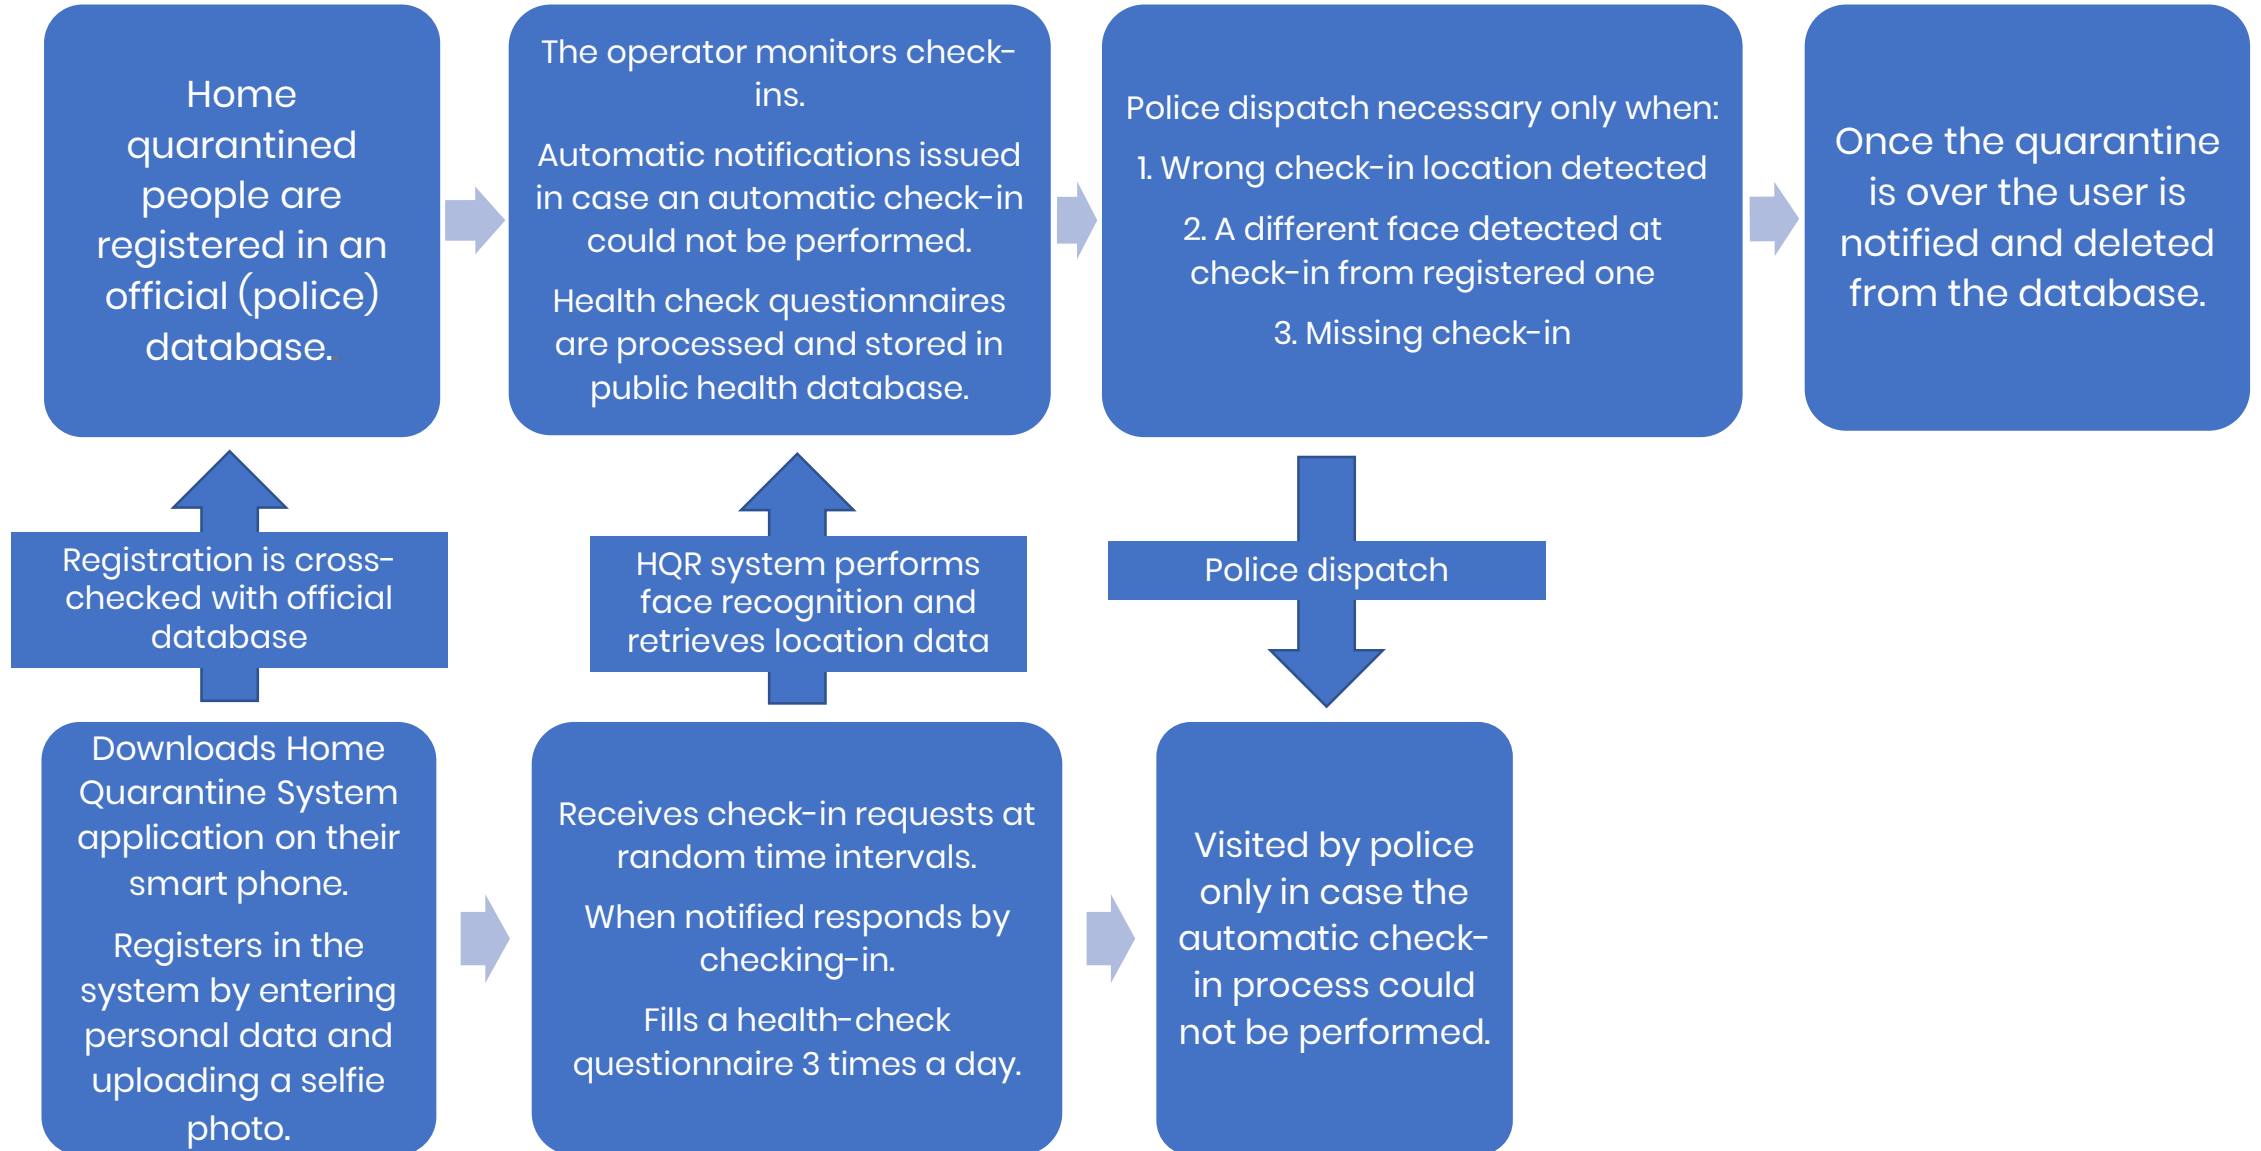 Home
quarantined
people are
registered in an
official (police)
database.
The operator monitors check-
ins.
Automatic notifications issued
in case an automatic check-in
could not be performed.
Health check questionnaires
are processed and stored in
public health database.
Police dispatch necessary only when:
1. Wrong check-in location detected
2. A different face detected at
check-in from registered one
3. Missing check-in
Once the quarantine
is over the user is
notified and deleted
from the database.
Registration is cross-
checked with official
database
HQR system performs
face recognition and
retrieves location data
Police dispatch
Downloads Home
Quarantine System
application on their
smart phone.
Registers in the
system by entering
personal data and
uploading a selfie
photo.
Receives check-in requests at
random time intervals.
When notified responds by
checking-in.
Fills a health-check
questionnaire 3 times a day.
Visited by police
only in case the
automatic check-
in process could
not be performed.